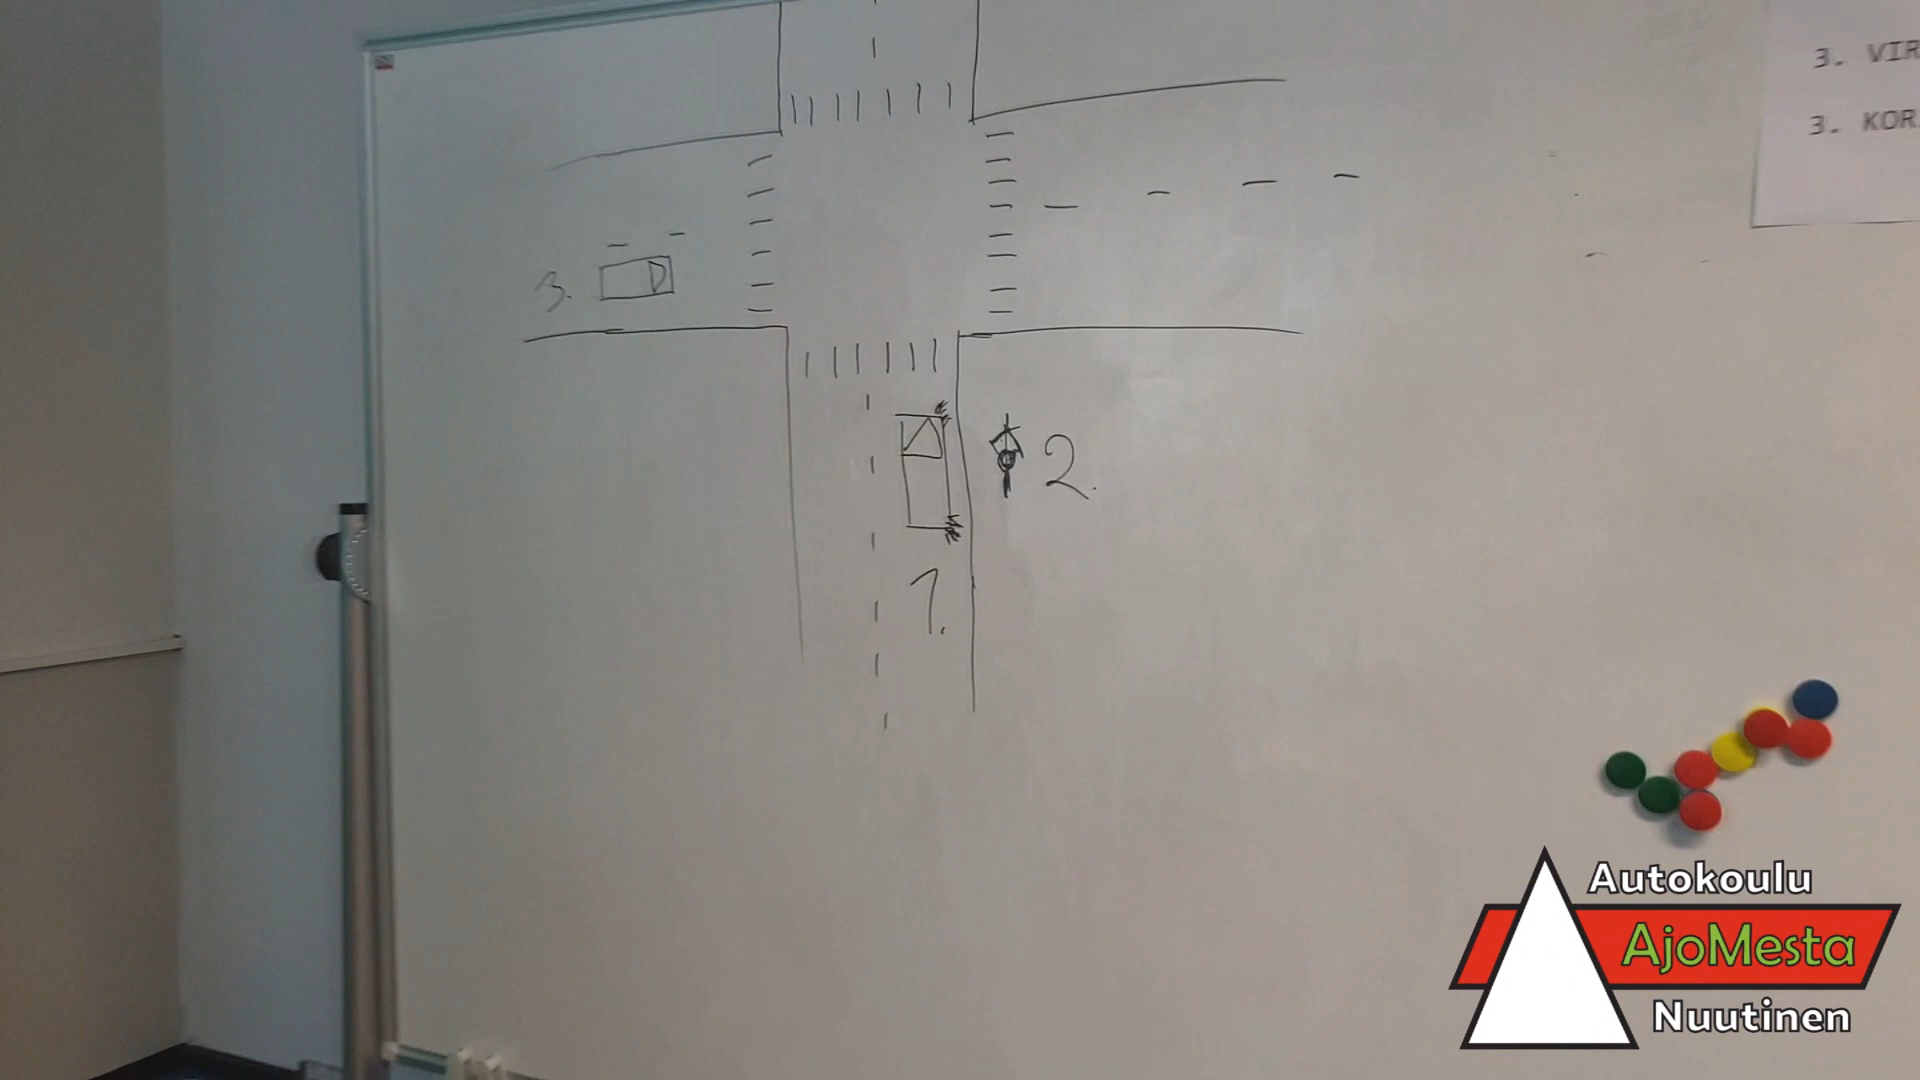 3. VIR
3. KOR
3.
2.
1.
Autokoulu
AjoMesta
Nuutinen